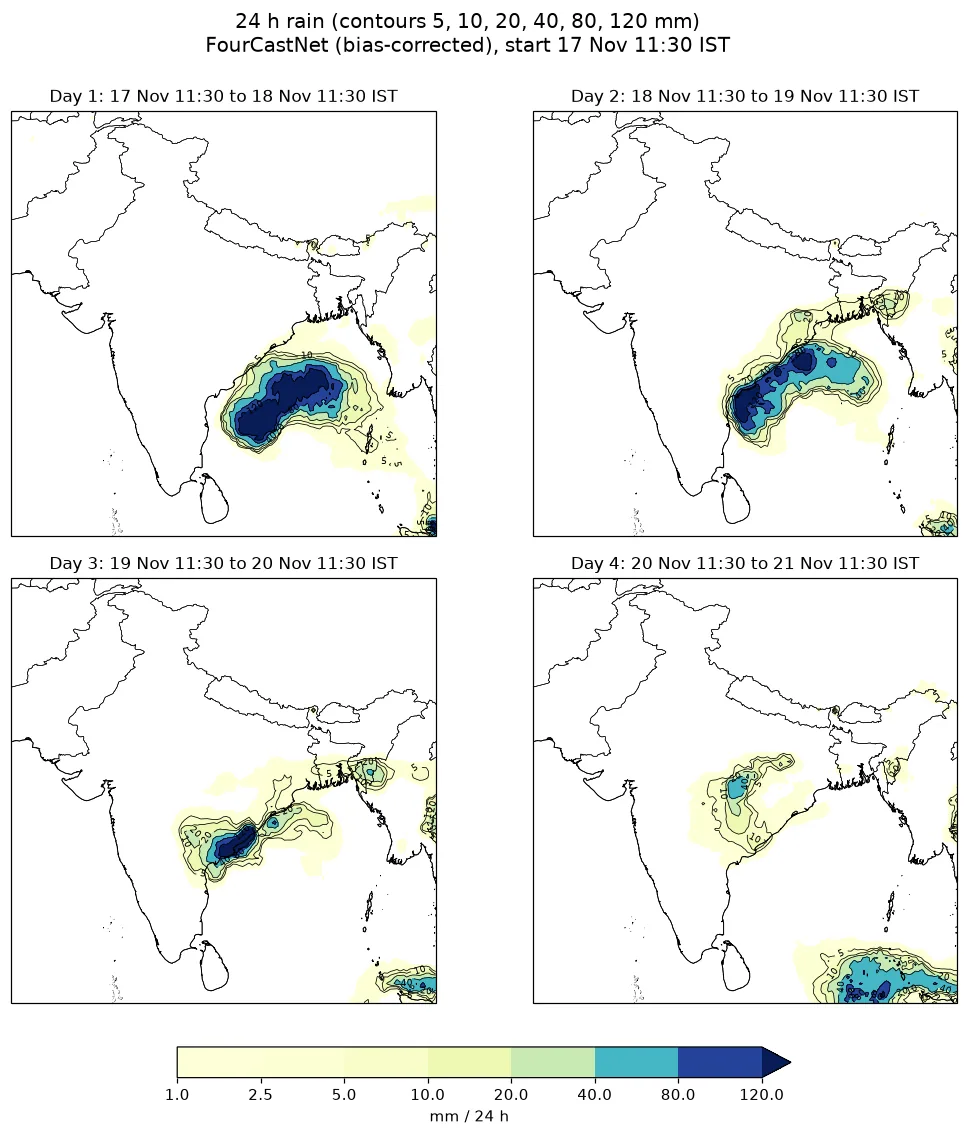 24 h rain (contours 5, 10, 20, 40, 80, 120 mm)
FourCastNet (bias-corrected), start 17 Nov 11:30 IST
Day 1: 17 Nov 11:30 to 18 Nov 11:30 IST
Day 2: 18 Nov 11:30 to 19 Nov 11:30 IST
Day 3: 19 Nov 11:30 to 20 Nov 11:30 IST
Day 4: 20 Nov 11:30 to 21 Nov 11:30 IST
1.0 2.5 5.0 10.0 20.0 40.0 80.0 120.0
mm / 24 h